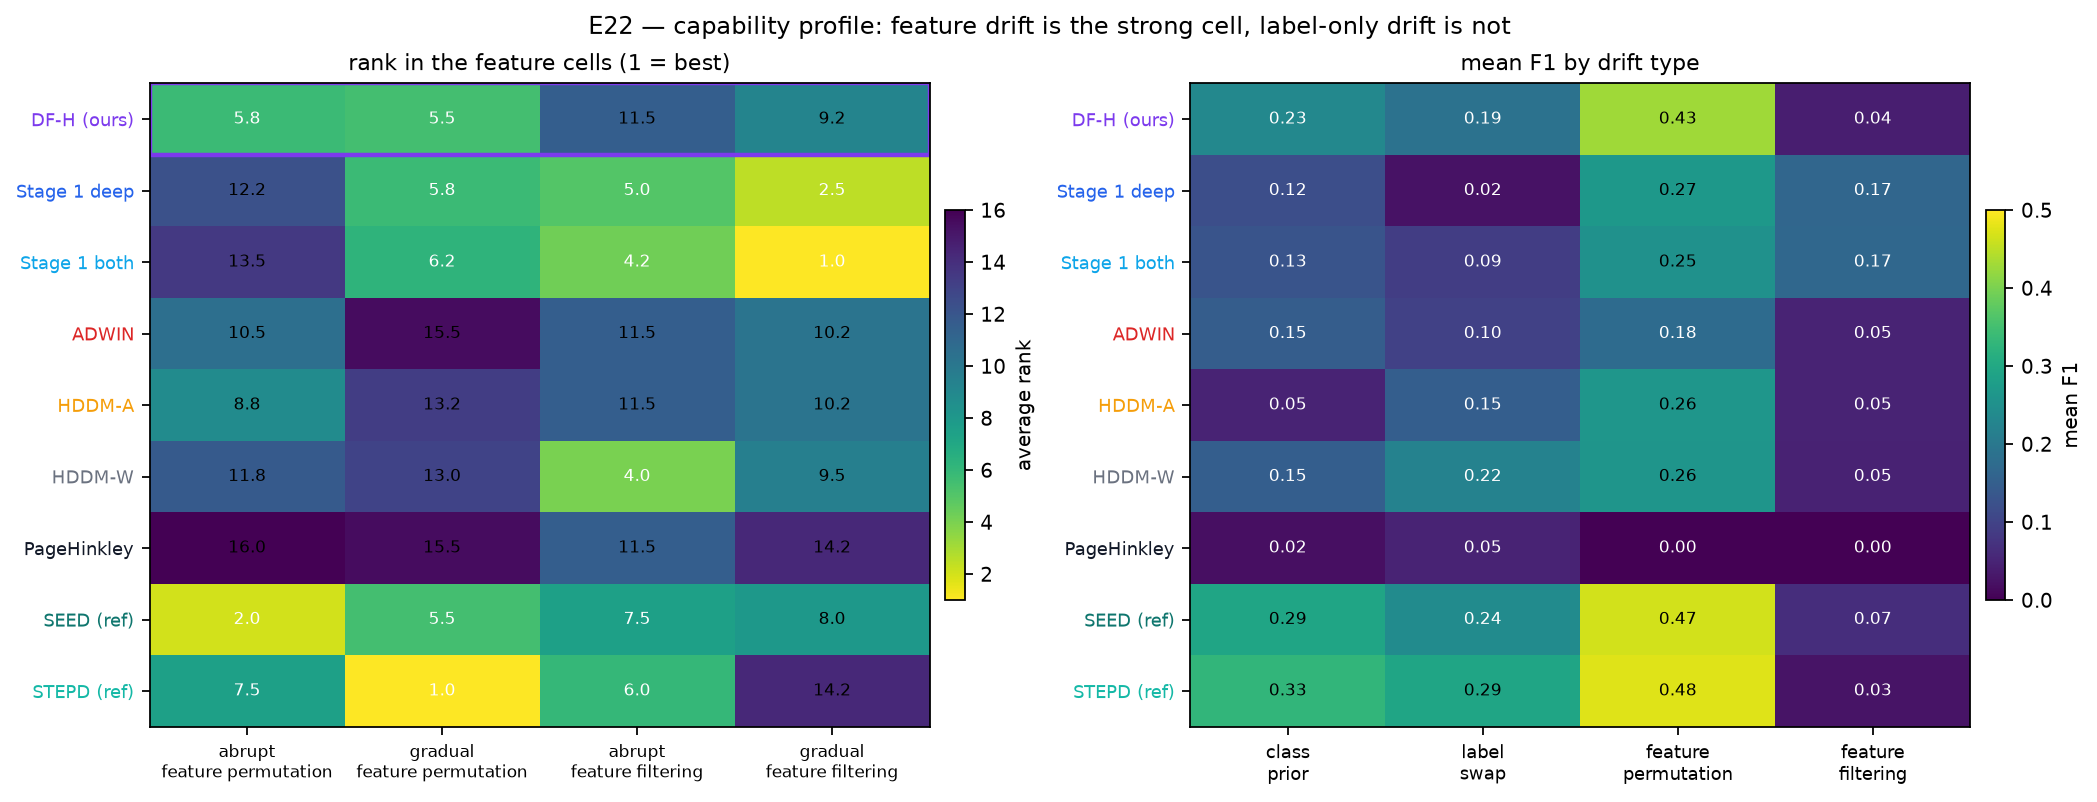 E22 — capability profile: feature drift is the strong cell, label-only drift is not
rank in the feature cells (1 = best)
DF-H (ours) 5.8 5.5 11.5 9.2
Stage 1 deep 12.2 5.8 5.0 2.5
Stage 1 both 13.5 6.2 4.2 1.0
ADWIN 10.5 15.5 11.5 10.2
HDDM-A 8.8 13.2 11.5 10.2
HDDM-W 11.8 13.0 4.0 9.5
PageHinkley 16.0 15.5 11.5 14.2
SEED (ref) 2.0 5.5 7.5 8.0
STEPD (ref) 7.5 1.0 6.0 14.2
abrupt feature permutation
gradual feature permutation
abrupt feature filtering
gradual feature filtering
16
14
12
10
8
6
4
2
average rank
mean F1 by drift type
DF-H (ours) 0.23 0.19 0.43 0.04
Stage 1 deep 0.12 0.02 0.27 0.17
Stage 1 both 0.13 0.09 0.25 0.17
ADWIN 0.15 0.10 0.18 0.05
HDDM-A 0.05 0.15 0.26 0.05
HDDM-W 0.15 0.22 0.26 0.05
PageHinkley 0.02 0.05 0.00 0.00
SEED (ref) 0.29 0.24 0.47 0.07
STEPD (ref) 0.33 0.29 0.48 0.03
class prior
label swap
feature permutation
feature filtering
0.5
0.4
0.3
0.2
0.1
0.0
mean F1